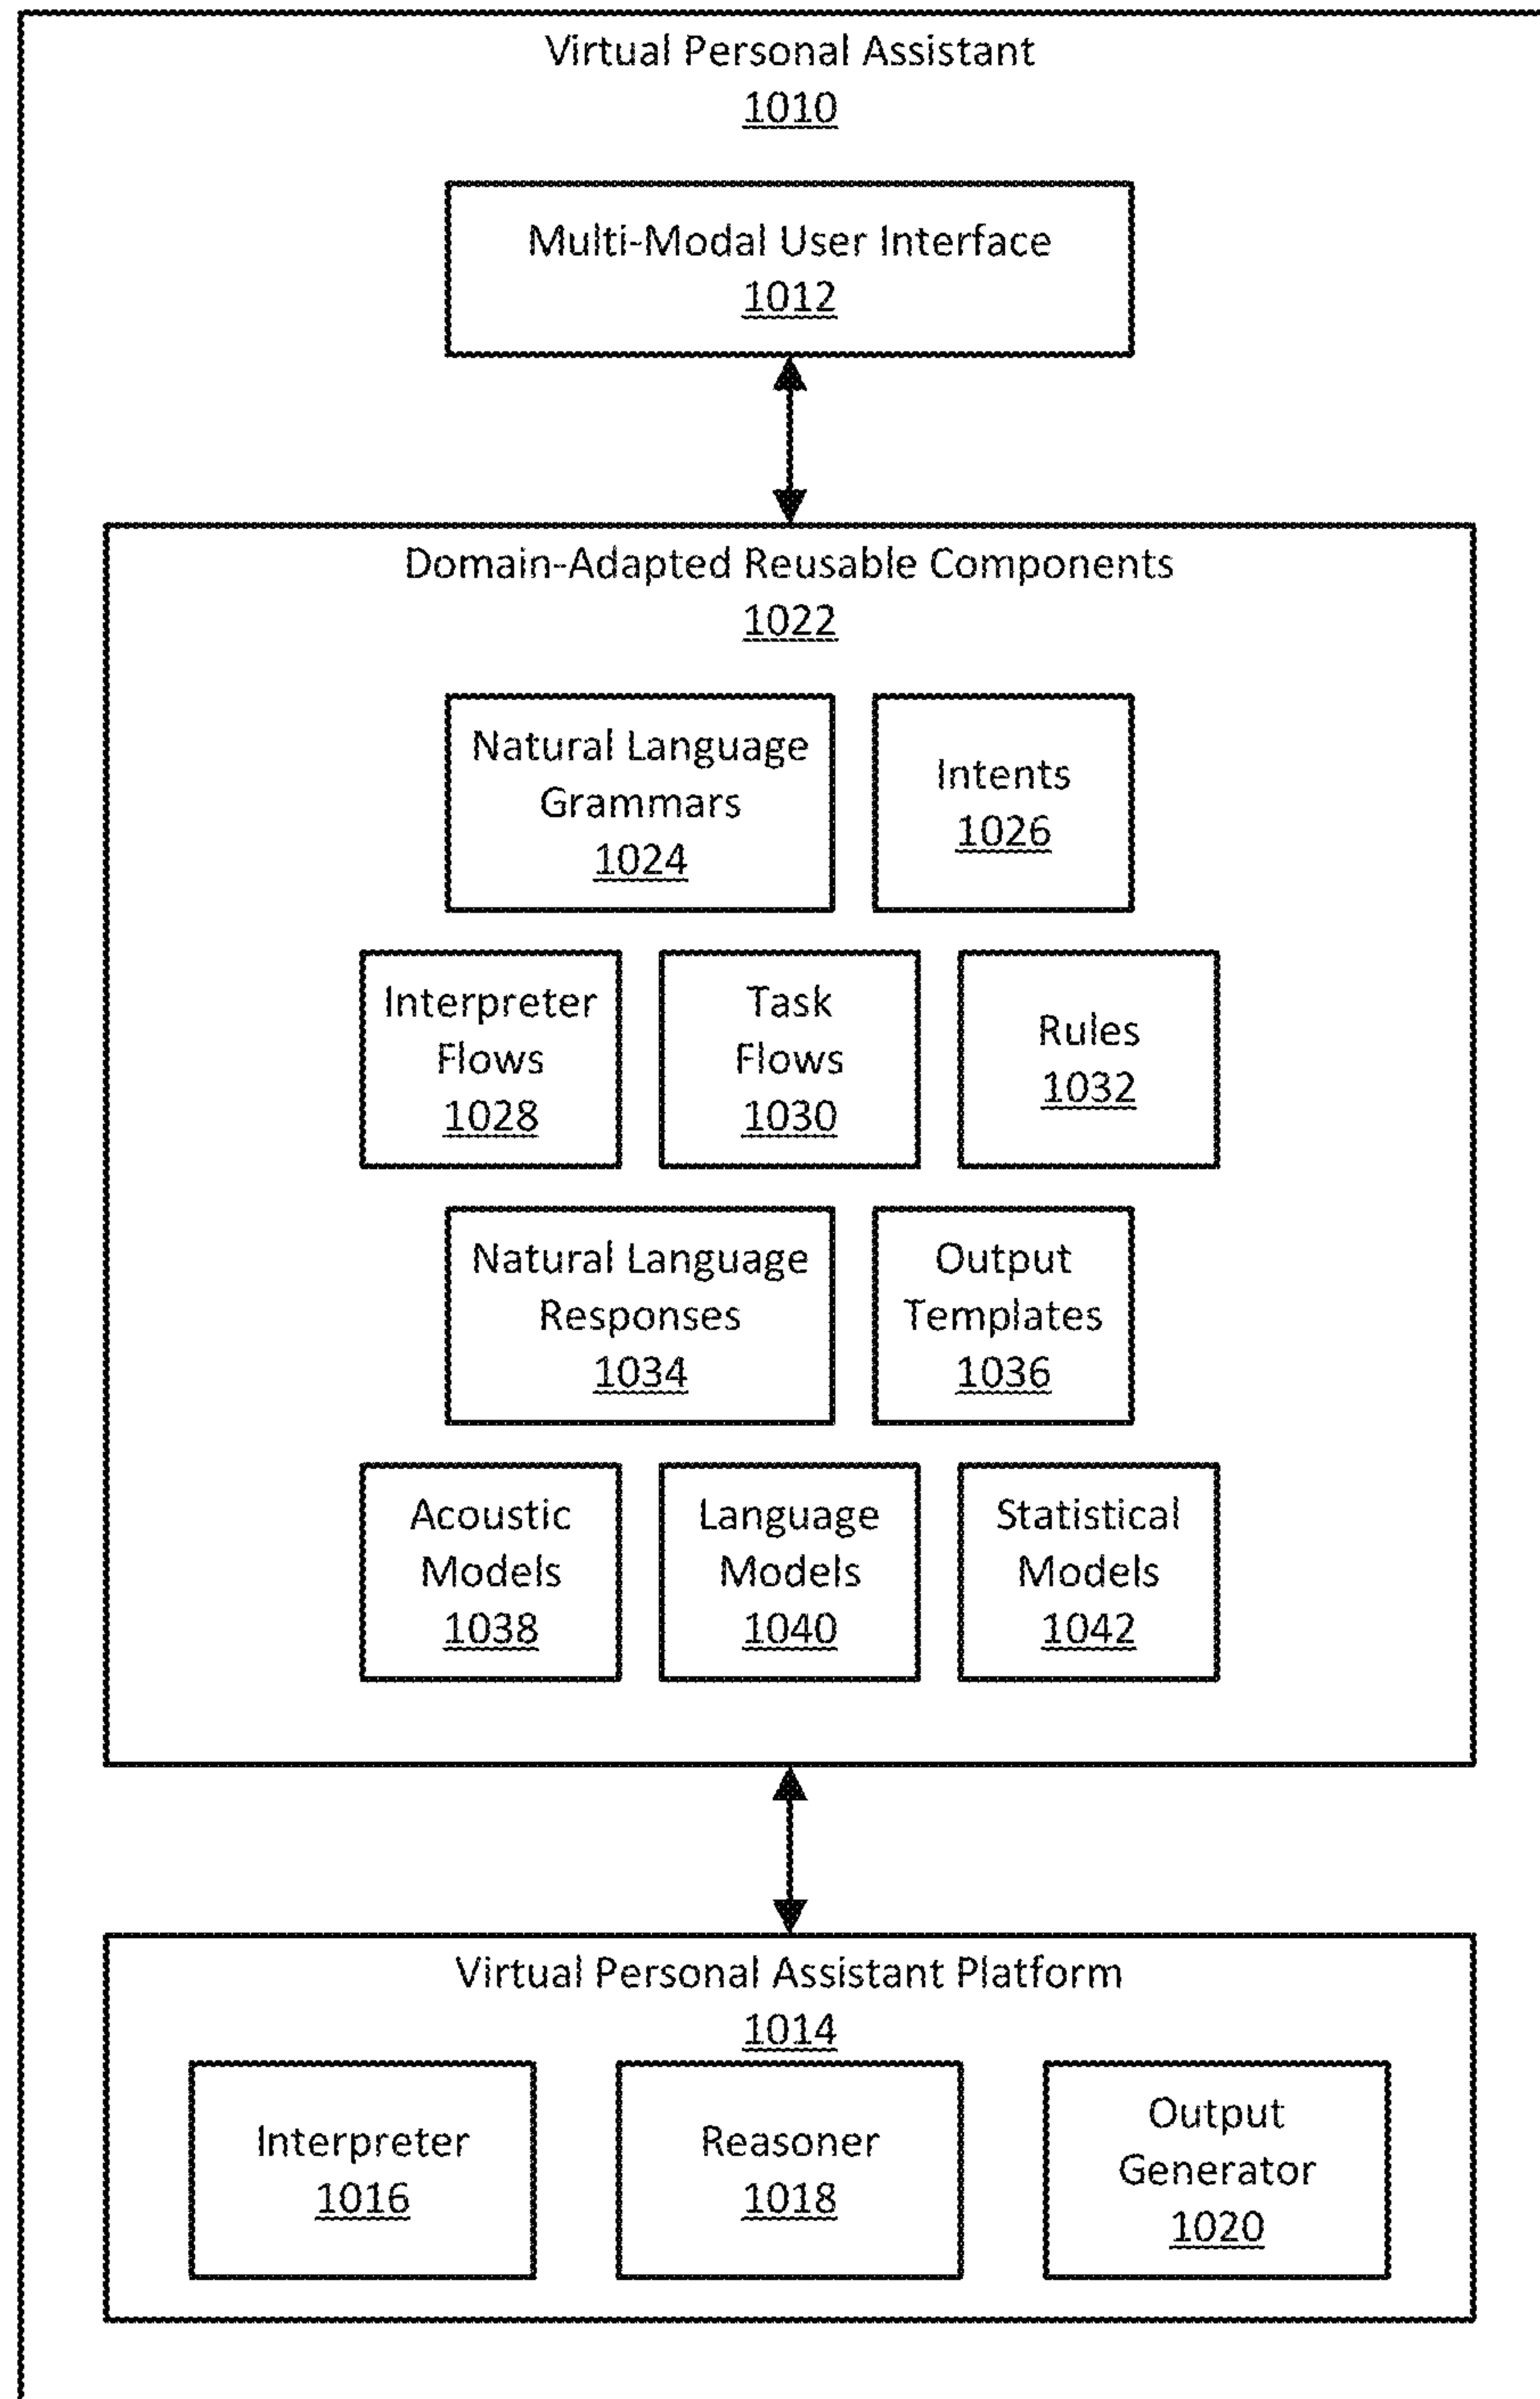 Virtual Personal Assistant
1010
Multi-Modal User Interface
1012
Domain-Adapted Reusable Components
1022
Natural Language
Grammars
1024
Intents
1026
Interpreter
Flows
1028
Task
Flows
1030
Rules
1032
Natural Language
Responses
1034
Output
Templates
1036
Acoustic
Models
1038
Language
Models
1040
Statistical
Models
1042
Virtual Personal Assistant Platform
1014
Interpreter
1016
Reasoner
1018
Output
Generator
1020